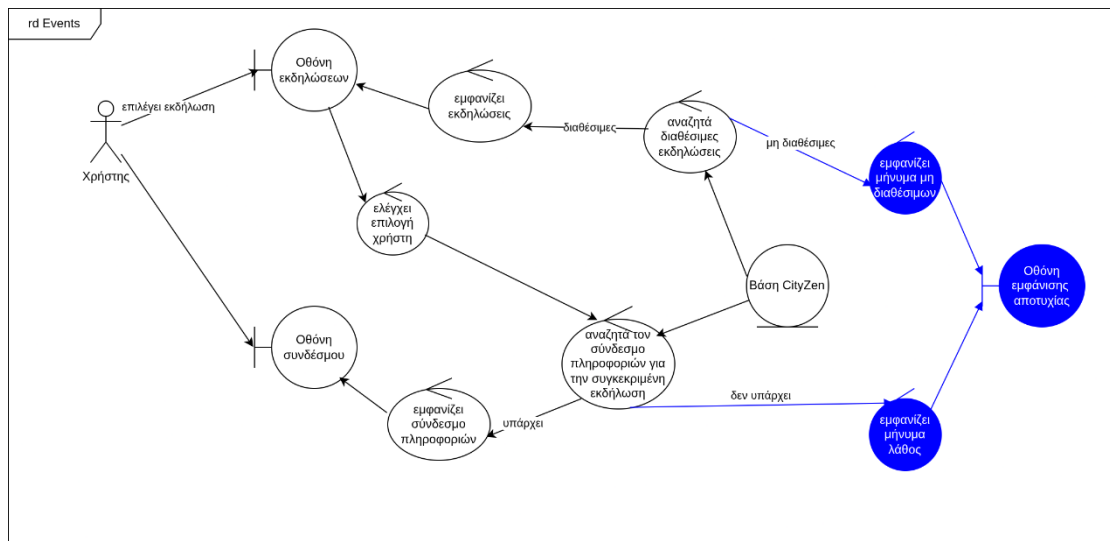 rd Events
Οθόνη
εκδηλώσεων
επιλέγει εκδήλωση
Χρήστης
εμφανίζει
εκδηλώσεις
διαθέσιμες
αναζητά
διαθέσιμες
εκδηλώσεις
μη διαθέσιμες
εμφανίζει
μήνυμα μη
διαθέσιμων
ελέγχει
επιλογή
χρήστη
Βάση CityZen
Οθόνη
εμφάνισης
αποτυχίας
Οθόνη
συνδέσμου
αναζητά τον
σύνδεσμο
πληροφοριών για
την συγκεκριμένη
εκδήλωση
εμφανίζει
σύνδεσμο
πληροφοριών
υπάρχει
δεν υπάρχει
εμφανίζει
μήνυμα
λάθος